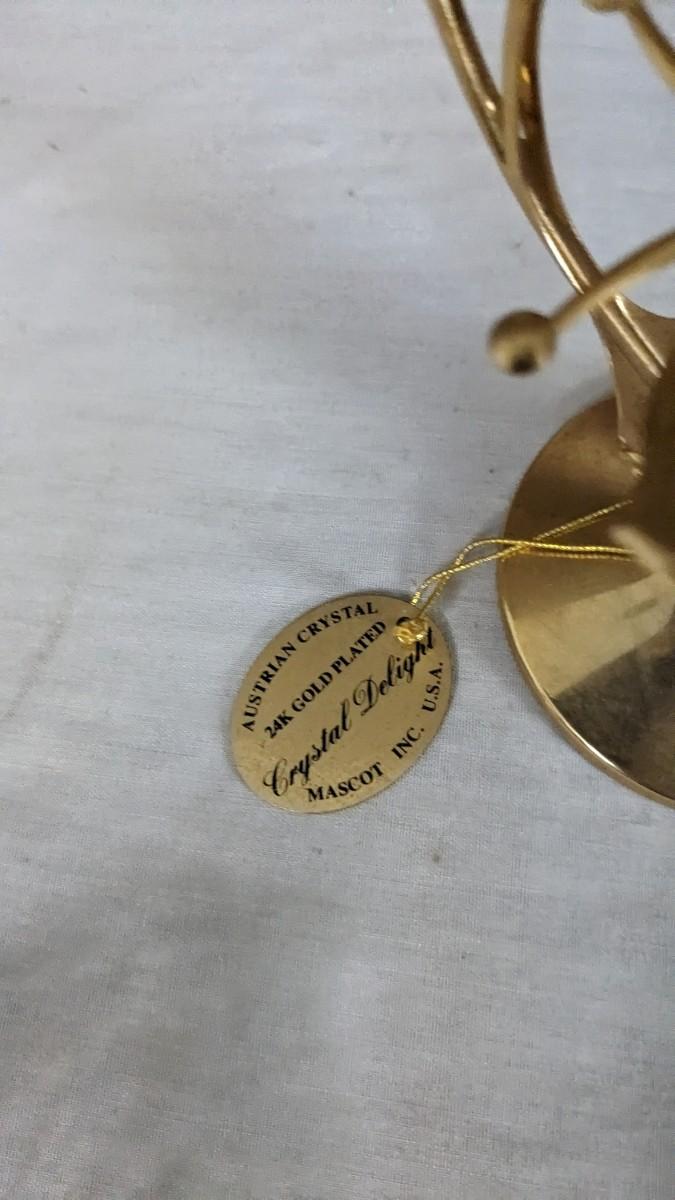 AUSTRIAN CRYSTAL
24K GOLD PLATED
Crystal Delight
MASCOT INC. U.S.A.